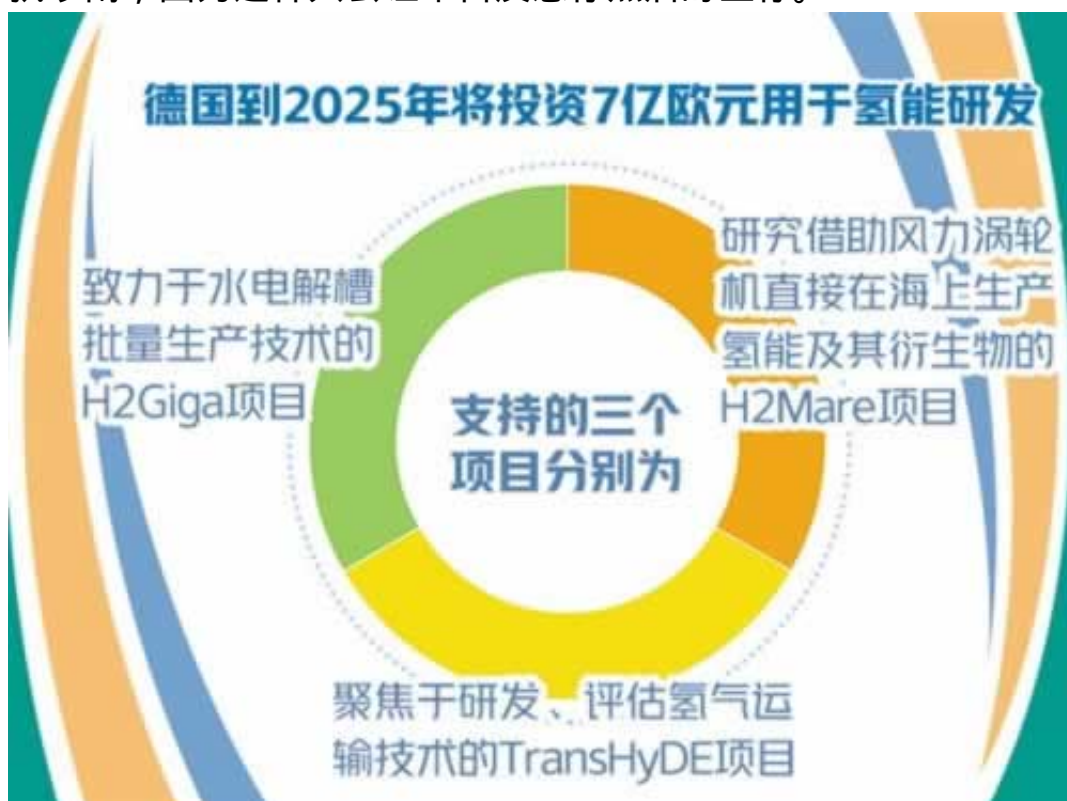 德国到2025年将投资7亿欧元用于氢能研发
研究借助风力涡轮
机直接在海上生产
氢能及其衍生物的
H2Mare项目
致力于水电解槽
批量生产技术的
H2Giga项目
支持的三个
项目分别为
聚焦于研发、评估氢气运
输技术的TransHyDE项目